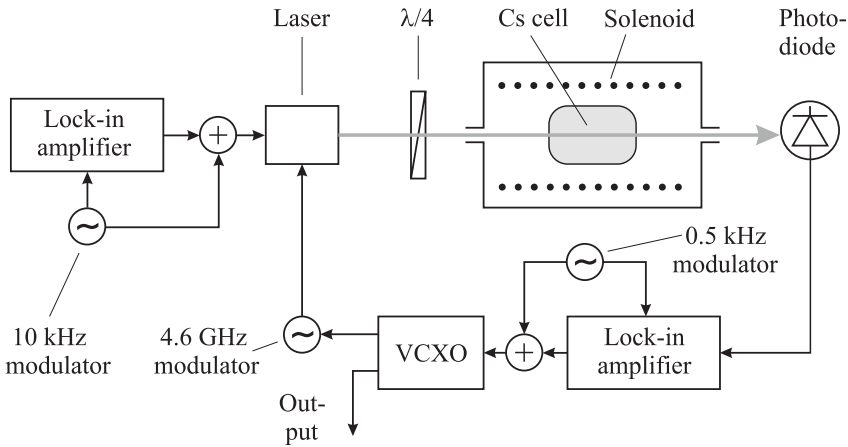 Laser
λ/4
Cs cell
Solenoid
Photo-
diode
Lock-in
amplifier
+
~
~
0.5 kHz
modulator
10 kHz
modulator
4.6 GHz
modulator
~
VCXO
+
Lock-in
amplifier
Out-
put